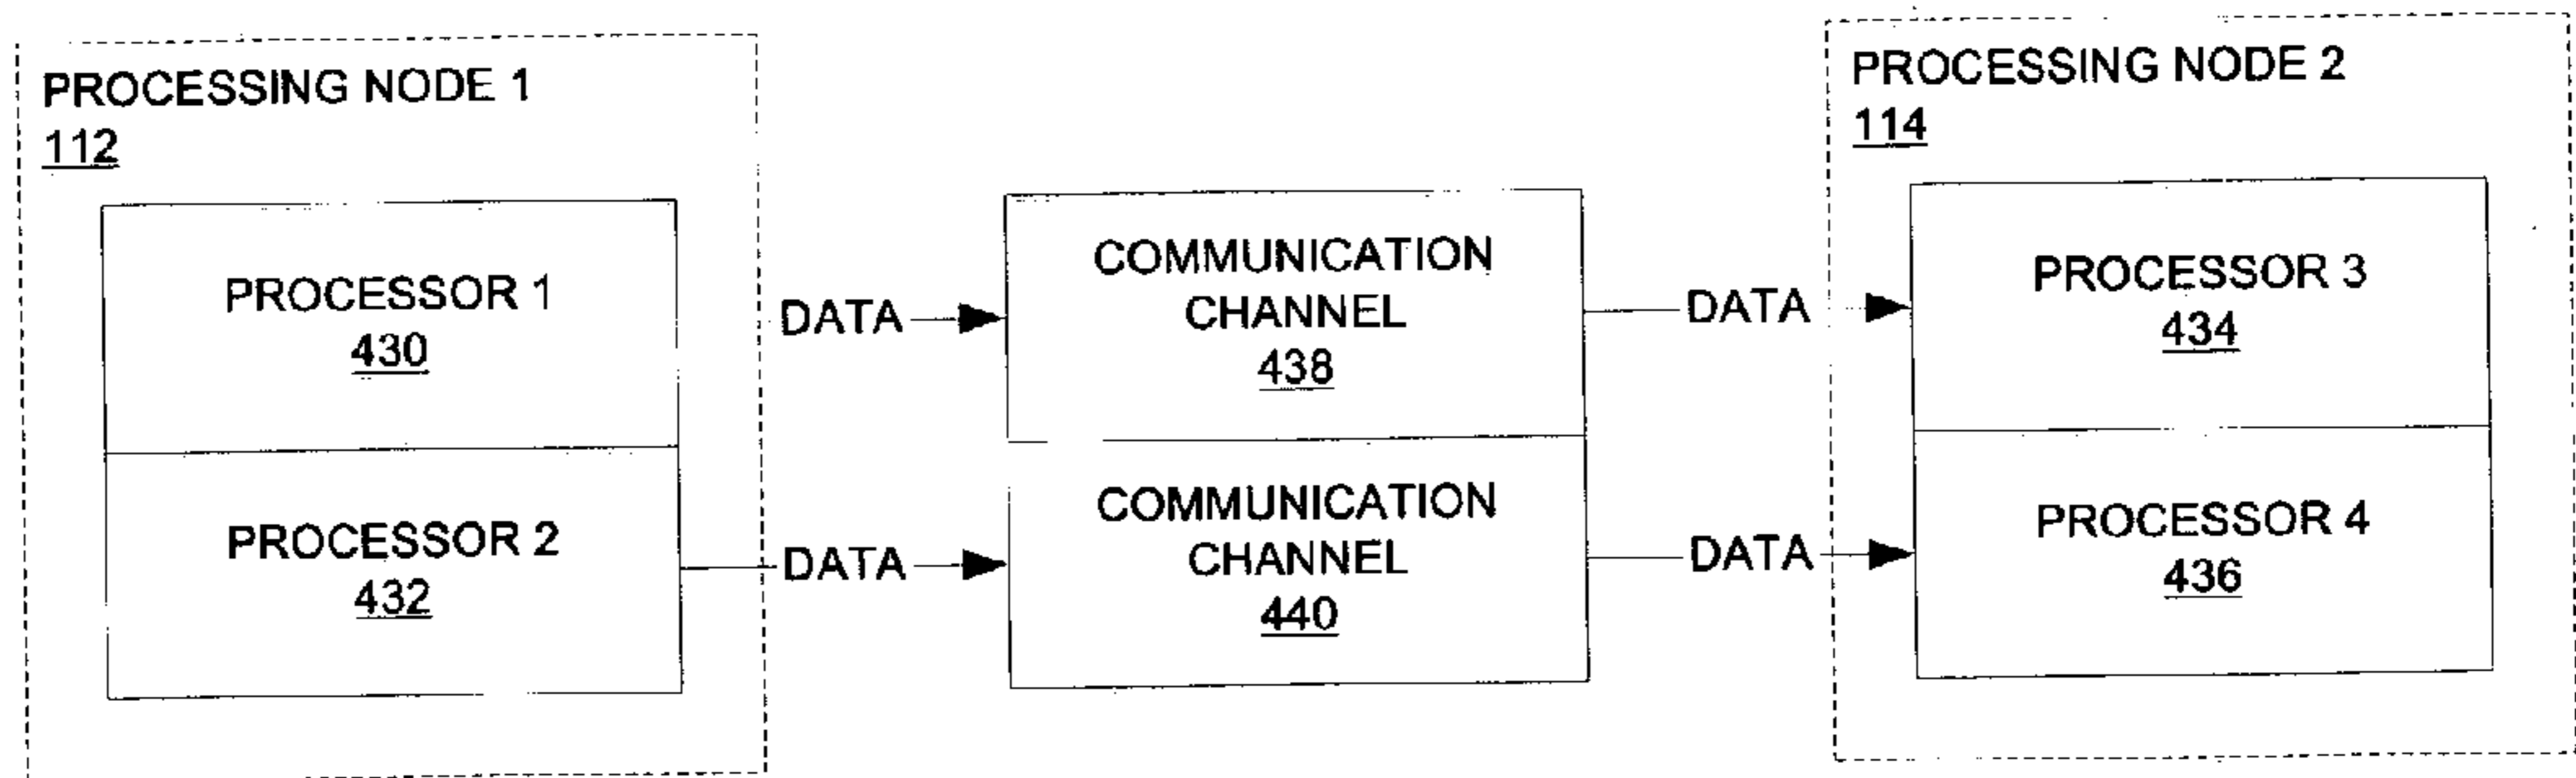 PROCESSING NODE 1
112
PROCESSOR 1
430
PROCESSOR 2
432
DATA
DATA
COMMUNICATION
CHANNEL
438
COMMUNICATION
CHANNEL
440
DATA
DATA
PROCESSING NODE 2
114
PROCESSOR 3
434
PROCESSOR 4
436